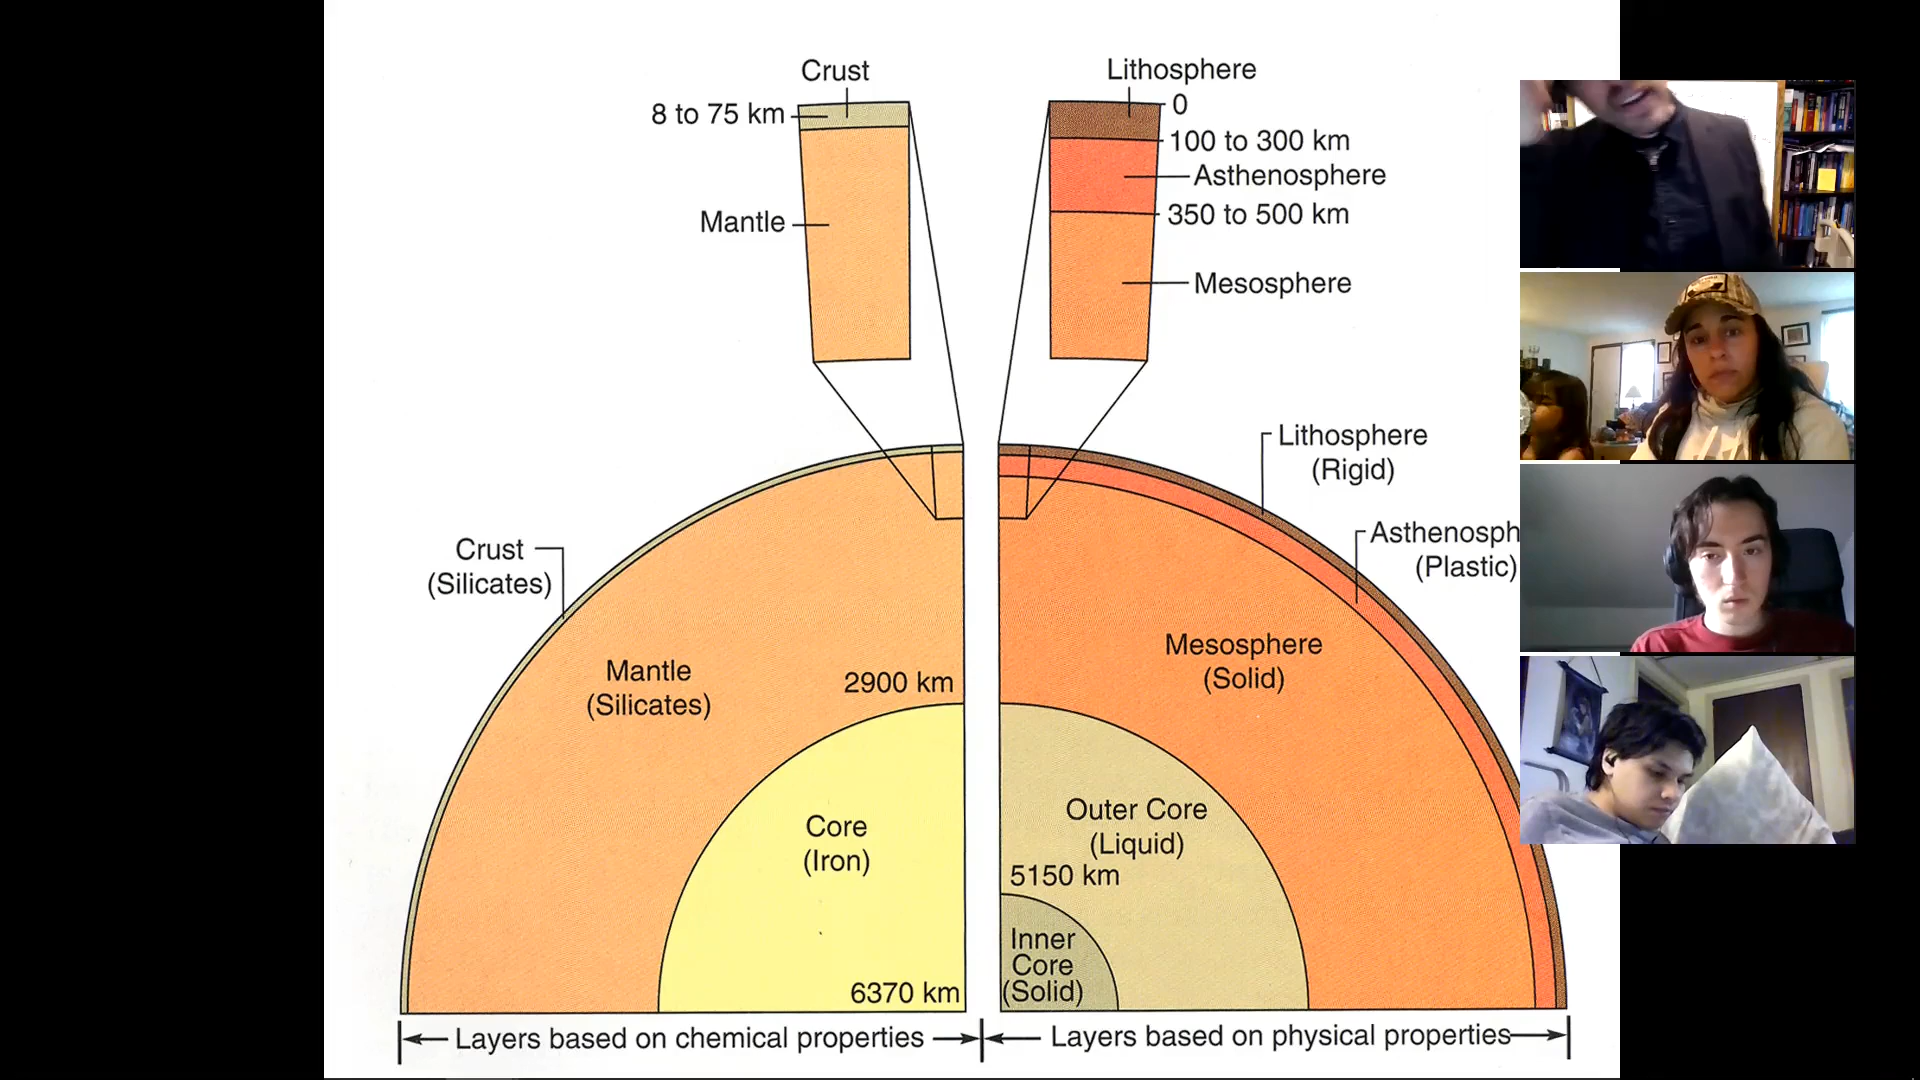 Crust
8 to 75 km
Mantle
Lithosphere
0
100 to 300 km
Asthenosphere
350 to 500 km
Mesosphere
Crust
(Silicates)
Mantle
(Silicates)
2900 km
Core
(Iron)
6370 km
Lithosphere
(Rigid)
Asthenosph
(Plastic)
Mesosphere
(Solid)
Outer Core
(Liquid)
5150 km
Inner
Core
(Solid)
Layers based on chemical properties
Layers based on physical properties